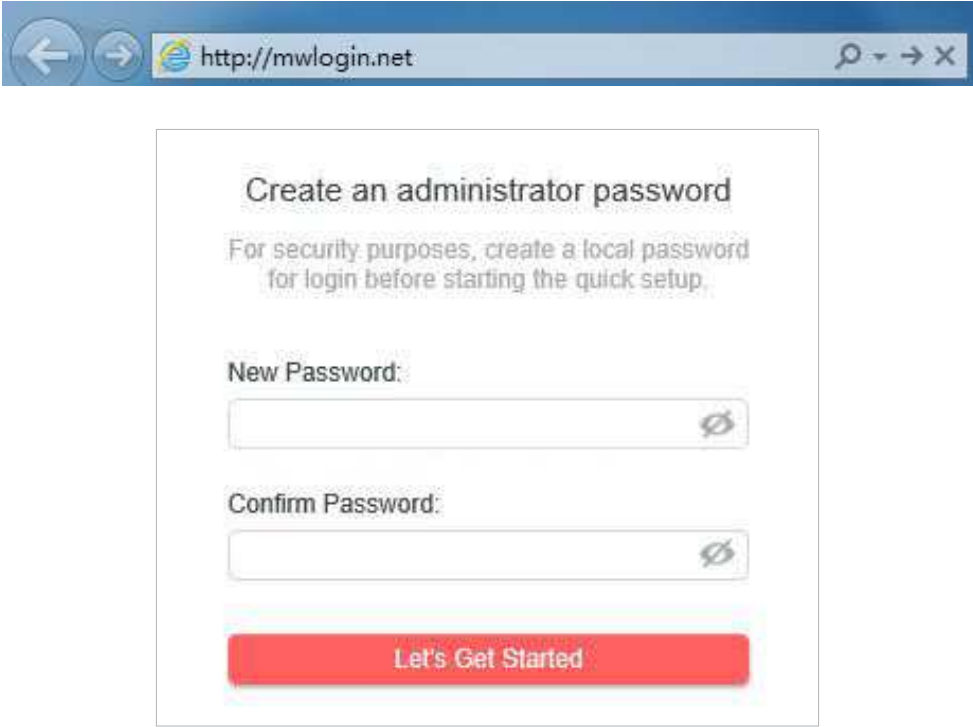 http://mwlogin.net
Create an administrator password
For security purposes, create a local password
for login before starting the quick setup.
New Password:
Confirm Password:
Let's Get Started